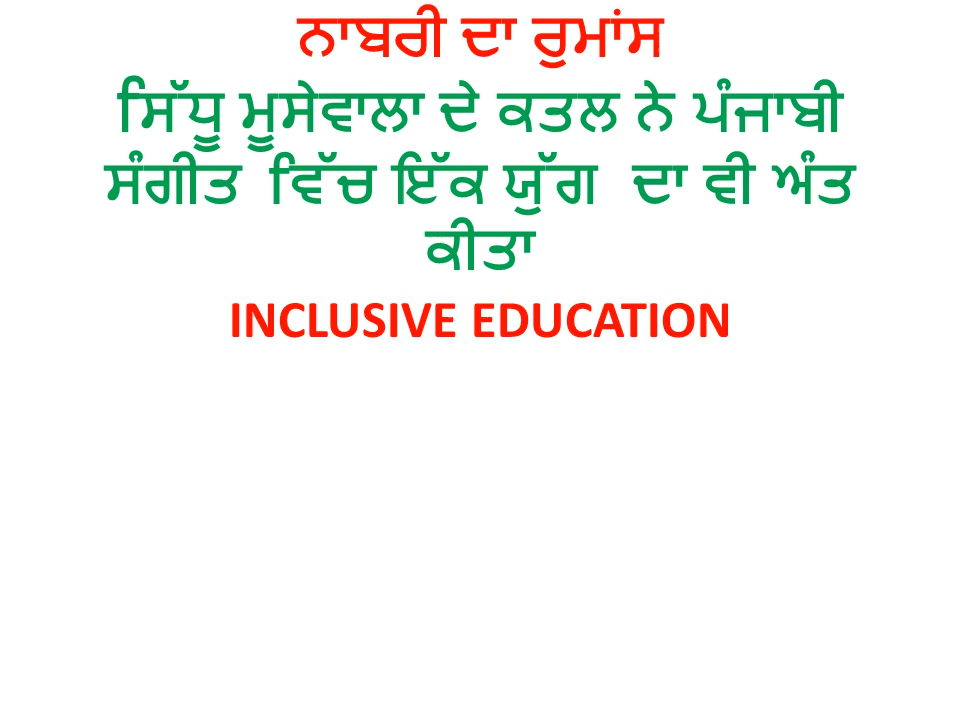 ਨਾਬਰੀ ਦਾ ਰੁਮਾਂਸ
ਸਿੱਧੂ ਮੂਸੇਵਾਲਾ ਦੇ ਕਤਲ ਨੇ ਪੰਜਾਬੀ
ਸੰਗੀਤ  ਵਿੱਚ ਇੱਕ ਯੁੱਗ  ਦਾ ਵੀ ਅੰਤ
ਕੀਤਾ
INCLUSIVE EDUCATION